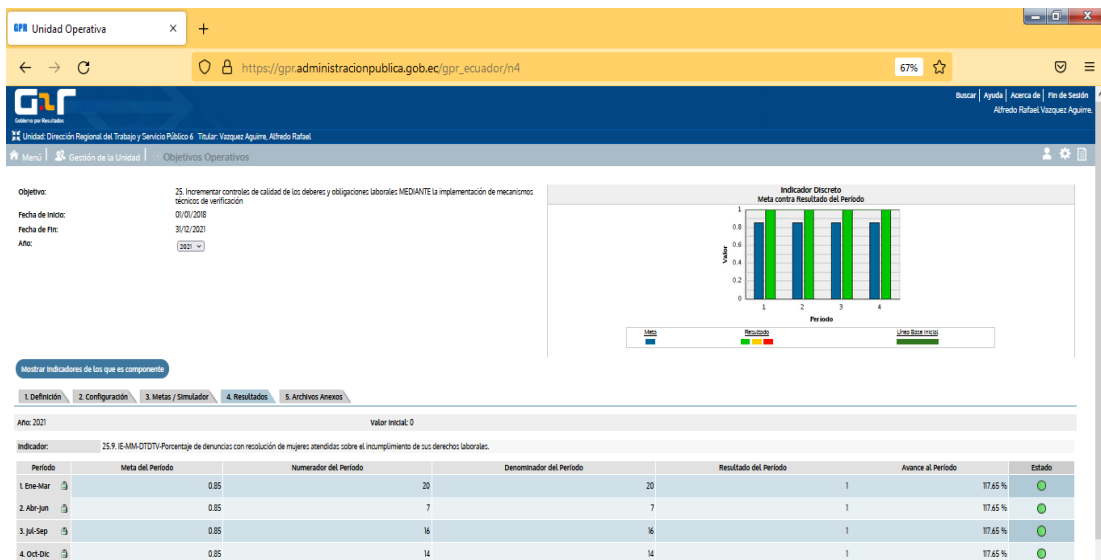 GPR Unidad Operativa
https://gpr.administracionpublica.gob.ec/gpr_ecuador/n4
67%
Buscar | Ayuda | Acerca de | Fin de Sesión
Gobierno por Resultados
Alfredo Rafael Vazquez Aguirre.
Unidad: Dirección Regional del Trabajo y Servicio Público 6 Titular: Vazquez Aguirre, Alfredo Rafael
Menú | Gestión de la Unidad | Objetivos Operativos
Objetivo: 25. Incrementar controles de calidad de los deberes y obligaciones laborales MEDIANTE la implementación de mecanismos
técnicos de verificación
Fecha de Inicio: 01/01/2018
Fecha de Fin: 31/12/2021
Año: 2021
Indicador Discreto
Meta contra Resultado del Período
1
0.8
0.6
0.4
0.2
0
Valor
1 2 3 4
Período
Meta Resultado Línea Base Inicial
Mostrar Indicadores de los que es componente
1. Definición 2. Configuración 3. Metas / Simulador 4. Resultados 5. Archivos Anexos
Año: 2021 Valor Inicial: 0
Indicador: 25.9. IE-MM-DTDTV-Porcentaje de denuncias con resolución de mujeres atendidas sobre el incumplimiento de sus derechos laborales.
Período Meta del Período Numerador del Período Denominador del Período Resultado del Período Avance al Período Estado
1. Ene-Mar 0.85 20 20 1 117.65 %
2. Abr-Jun 0.85 7 7 1 117.65 %
3. Jul-Sep 0.85 16 16 1 117.65 %
4. Oct-Dic 0.85 14 14 1 117.65 %